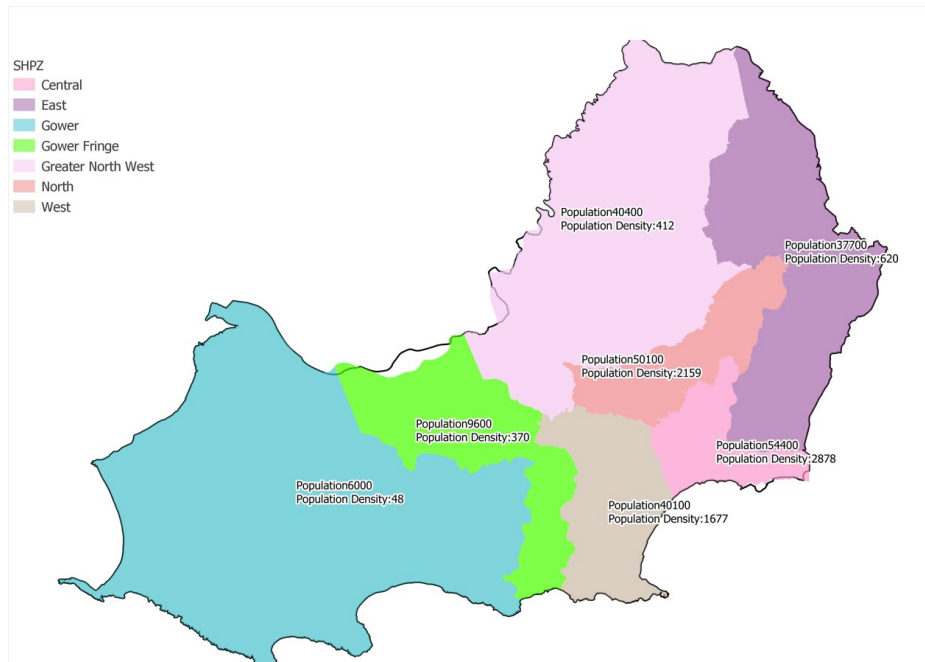 SHPZ
Central
East
Gower
Gower Fringe
Greater North West
North
West
Population40400
Population Density:412
Population37700
Population Density:620
Population50100
Population Density:2159
Population9600
Population Density:370
Population54400
Population Density:2878
Population6000
Population Density:48
Population40100
Population Density:1677